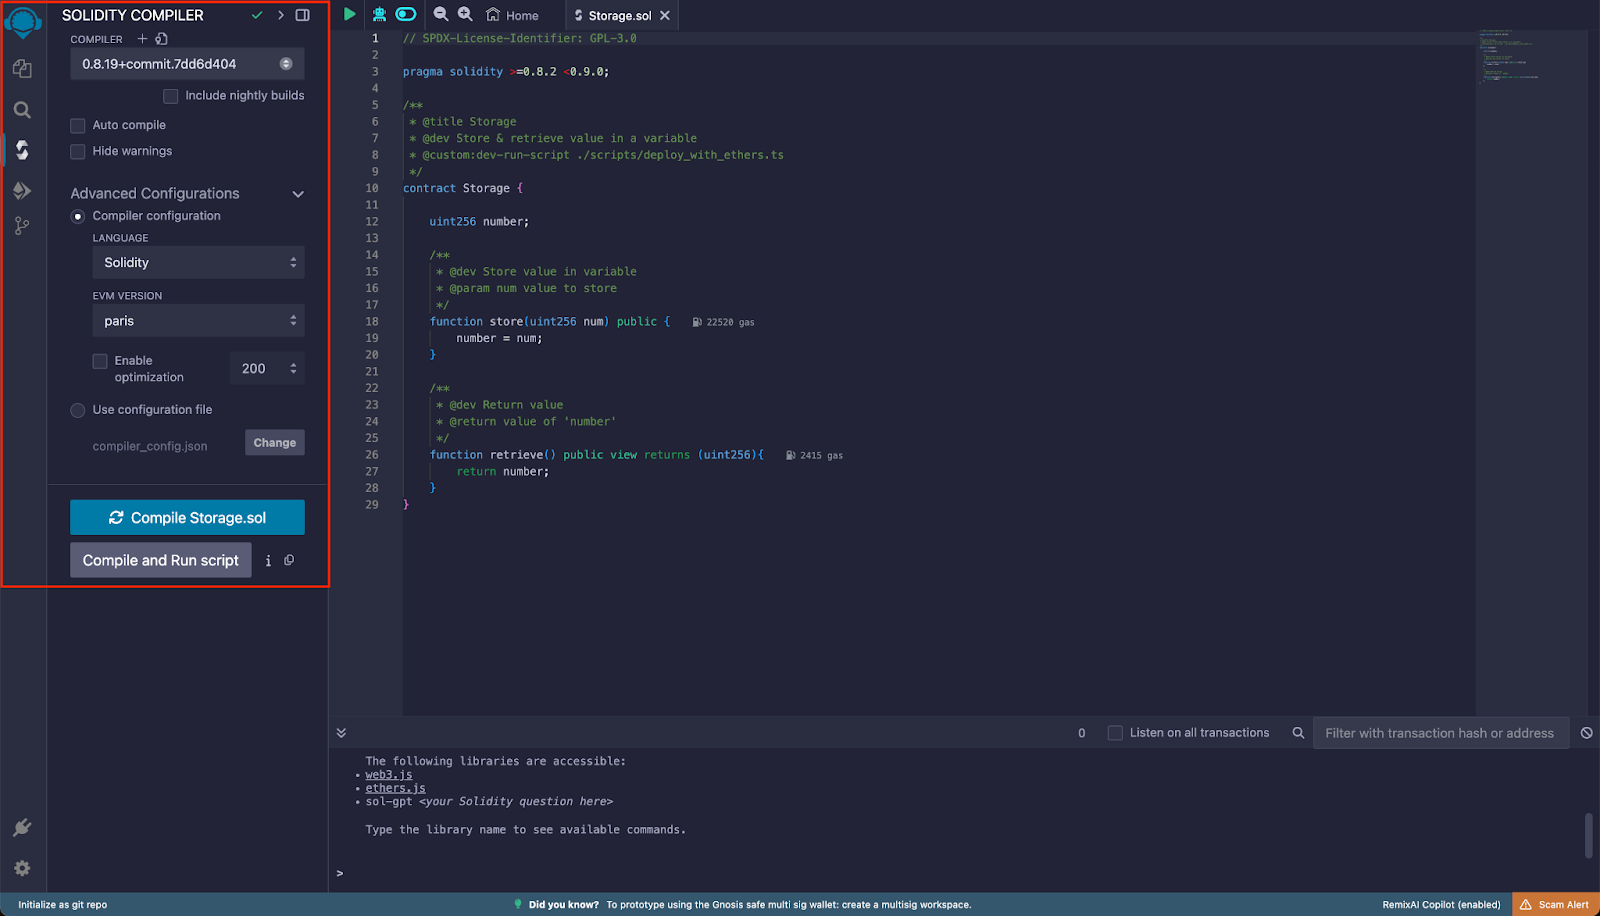 SOLIDITY COMPILER
COMPILER
0.8.19+commit.7dd6d404
Include nightly builds
Auto compile
Hide warnings
Advanced Configurations
Compiler configuration
LANGUAGE
Solidity
EVM VERSION
paris
Enable
optimization
200
Use configuration file
compiler_config.json
Change
Compile Storage.sol
Compile and Run script
i
Home
Storage.sol
1 // SPDX-License-Identifier: GPL-3.0
2
3 pragma solidity >=0.8.2 <0.9.0;
4
5 /**
6 * @title Storage
7 * @dev Store & retrieve value in a variable
8 * @custom:dev-run-script ./scripts/deploy_with_ethers.ts
9 */
10 contract Storage {
11
12 uint256 number;
13
14 /**
15 * @dev Store value in variable
16 * @param num value to store
17 */
18 function store(uint256 num) public { 22520 gas
19 number = num;
20 }
21
22 /**
23 * @dev Return value
24 * @return value of 'number'
25 */
26 function retrieve() public view returns (uint256){ 2415 gas
27 return number;
28 }
29 }
0
Listen on all transactions
Filter with transaction hash or address
The following libraries are accessible:
• web3.js
• ethers.js
• sol-gpt <your Solidity question here>
Type the library name to see available commands.
>
Initialize as git repo
Did you know? To prototype using the Gnosis safe multi sig wallet: create a multisig workspace.
RemixAI Copilot (enabled)
Scam Alert